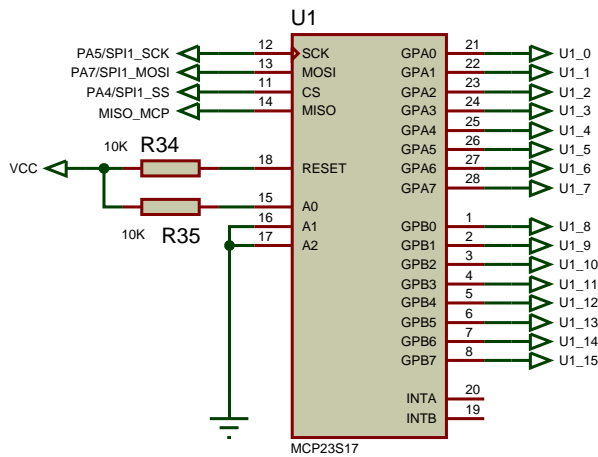 U1
PA5/SPI1_SCK 12 SCK GPA0 21 U1_0
PA7/SPI1_MOSI 13 MOSI GPA1 22 U1_1
PA4/SPI1_SS 11 CS GPA2 23 U1_2
MISO_MCP 14 MISO GPA3 24 U1_3
GPA4 25 U1_4
GPA5 26 U1_5
10K R34
VCC 18 RESET GPA6 27 U1_6
GPA7 28 U1_7
15 A0
16 A1 GPB0 1 U1_8
10K R35
17 A2 GPB1 2 U1_9
GPB2 3 U1_10
GPB3 4 U1_11
GPB4 5 U1_12
GPB5 6 U1_13
GPB6 7 U1_14
GPB7 8 U1_15
INTA 20
INTB 19
MCP23S17